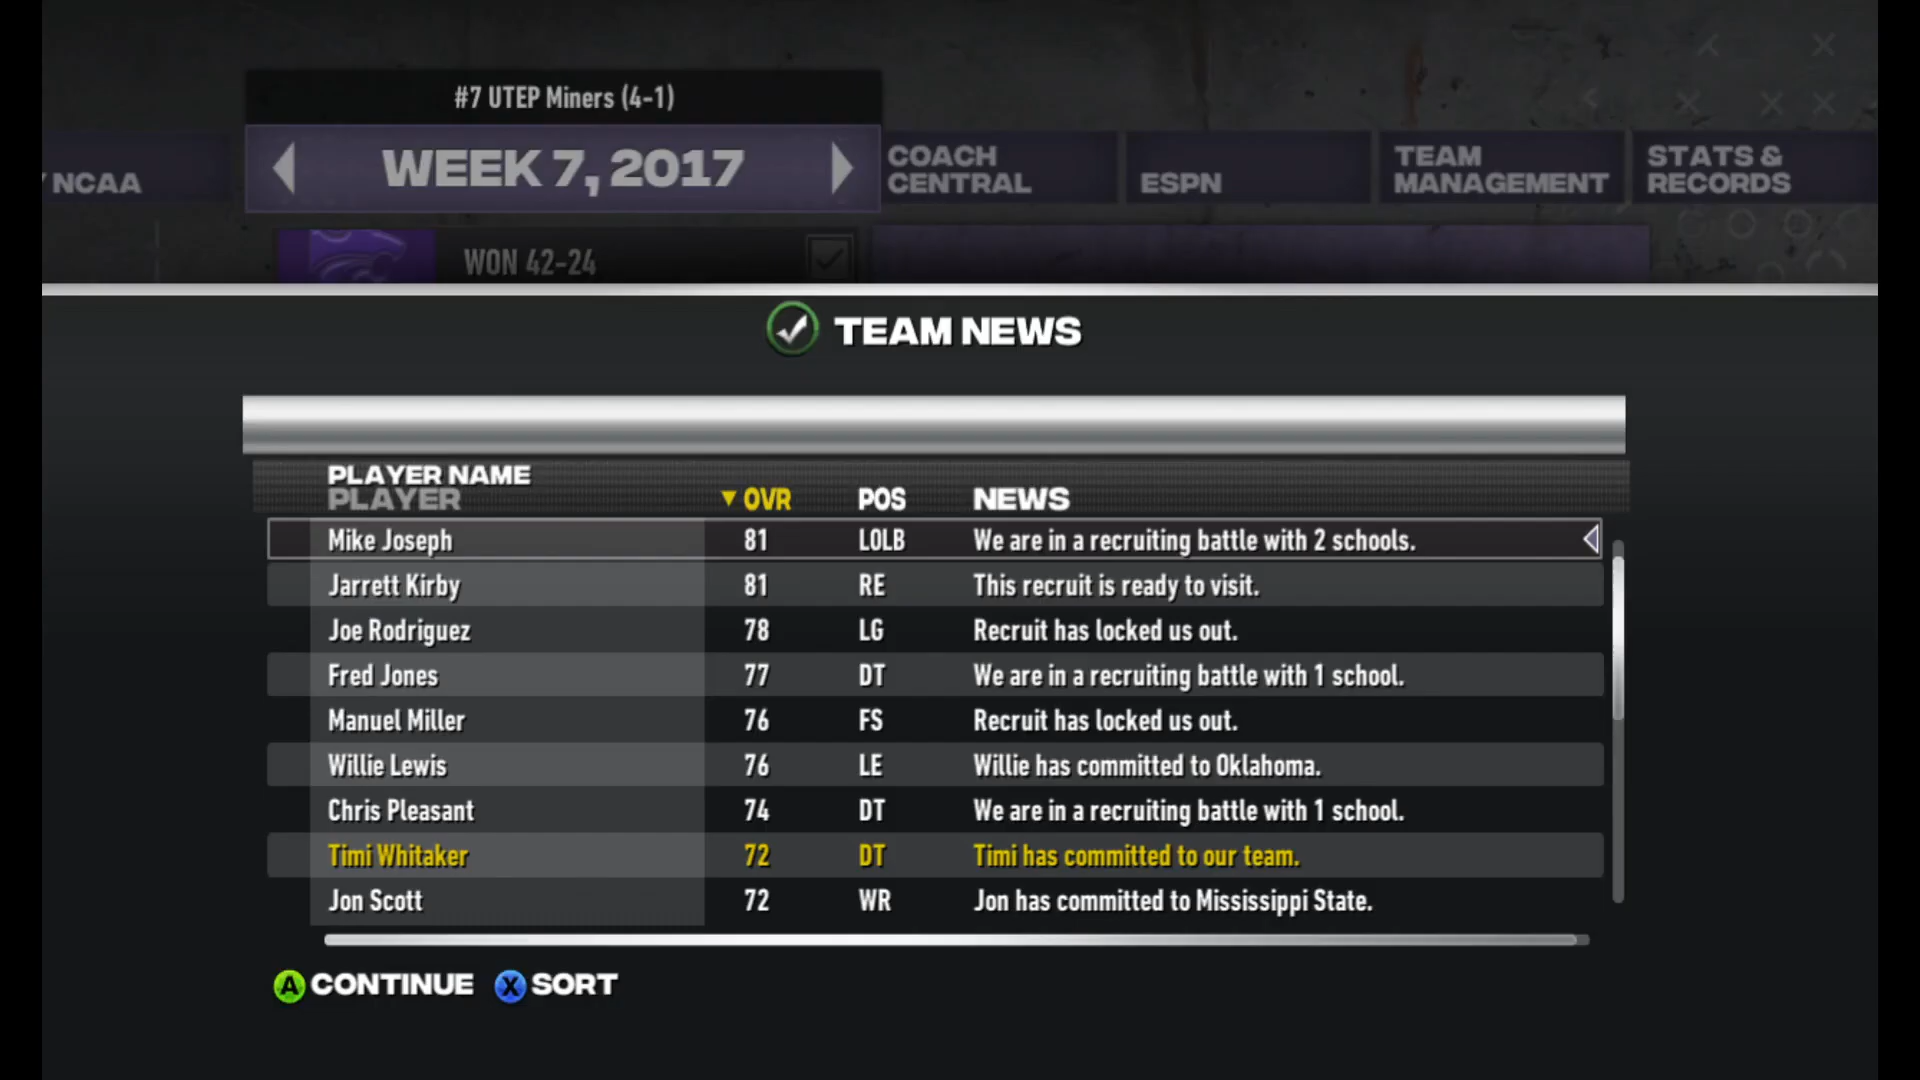 #7 UTEP Miners (4-1)
NCAA
WEEK 7, 2017
COACH CENTRAL
ESPN
TEAM MANAGEMENT
STATS & RECORDS
WON 42-24
TEAM NEWS
PLAYER NAME
PLAYER OVR POS NEWS
Mike Joseph 81 LOLB We are in a recruiting battle with 2 schools.
Jarrett Kirby 81 RE This recruit is ready to visit.
Joe Rodriguez 78 LG Recruit has locked us out.
Fred Jones 77 DT We are in a recruiting battle with 1 school.
Manuel Miller 76 FS Recruit has locked us out.
Willie Lewis 76 LE Willie has committed to Oklahoma.
Chris Pleasant 74 DT We are in a recruiting battle with 1 school.
Timi Whitaker 72 DT Timi has committed to our team.
Jon Scott 72 WR Jon has committed to Mississippi State.
A CONTINUE X SORT